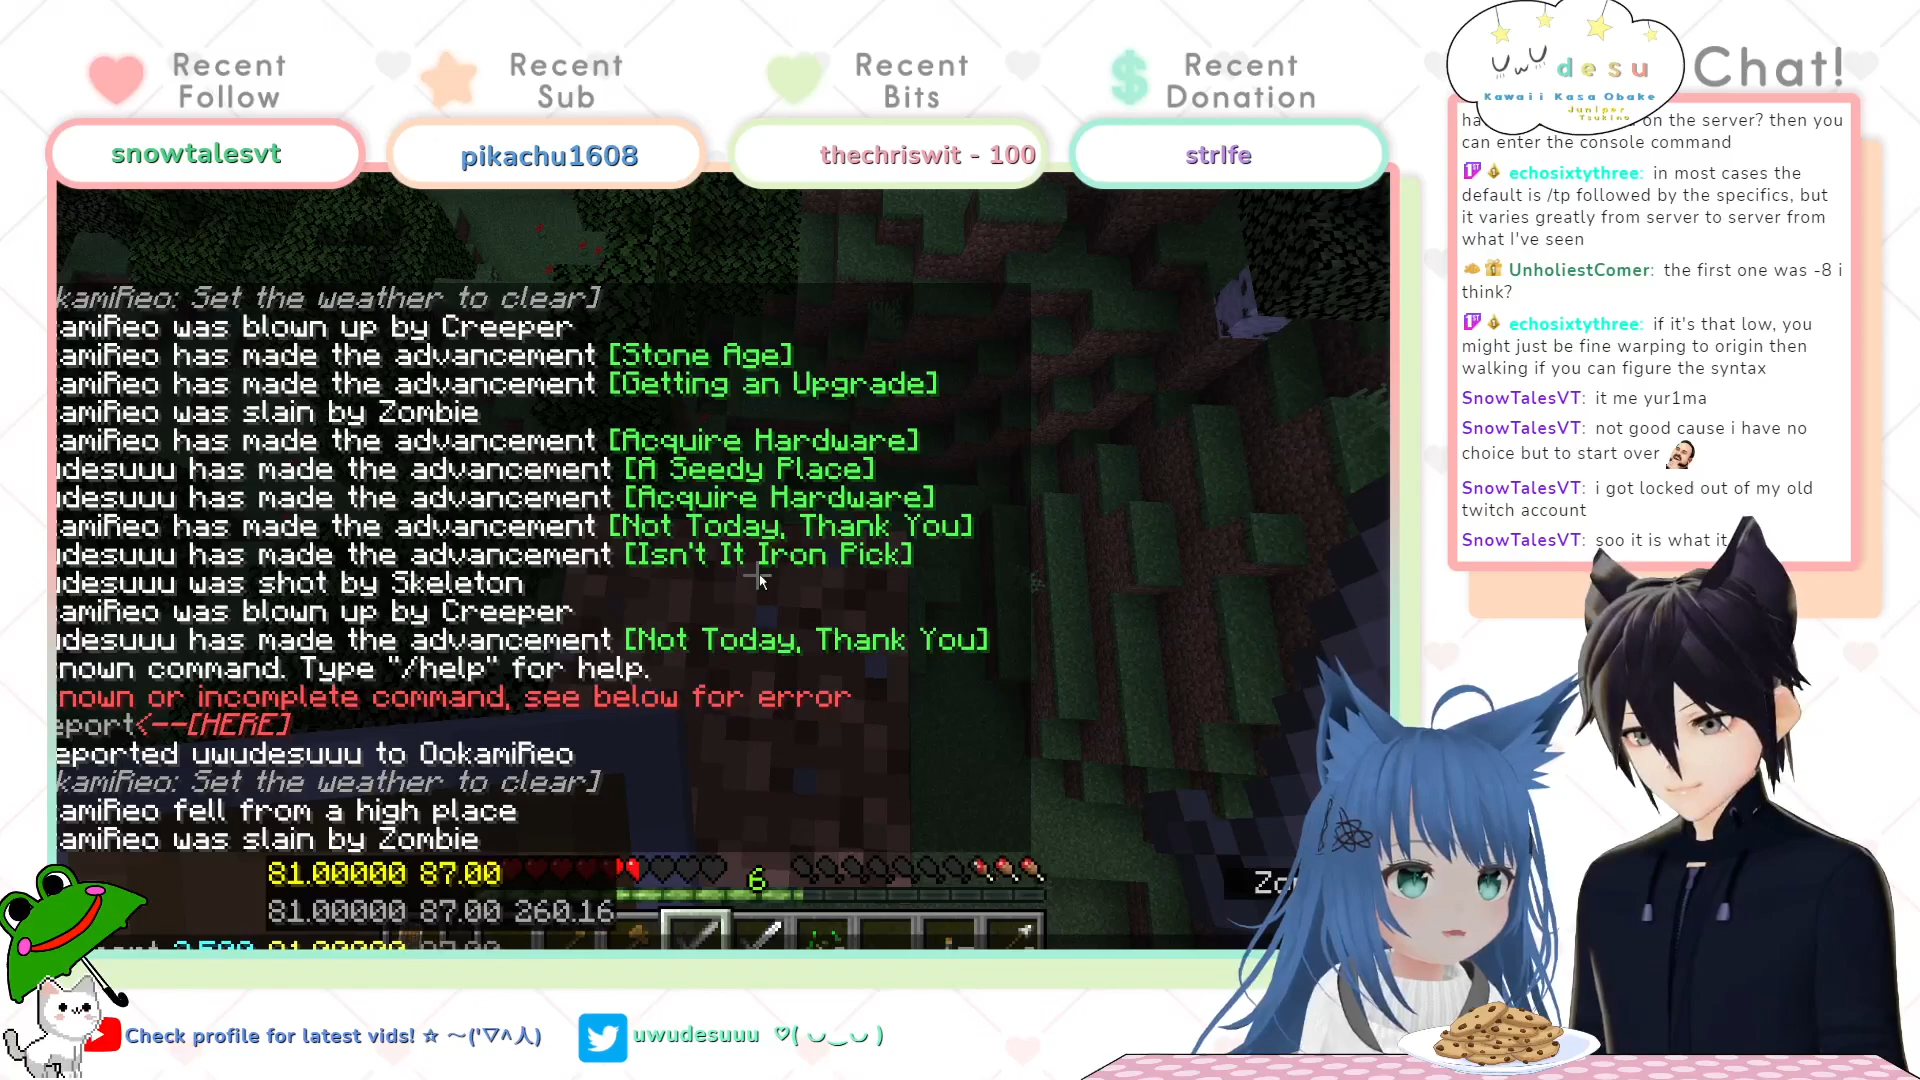 Recent
Follow
Recent
Sub
Recent
Bits
Recent
Donation
UwU desu
Kawaii Kasa Obake
Juniper
Tsukino
Chat!
snowtalesvt
pikachu1608
thechriswit - 100
strIfe
kamiReo: Set the weather to clear]
amiReo was blown up by Creeper
amiReo has made the advancement [Stone Age]
amiReo has made the advancement [Getting an Upgrade]
amiReo was slain by Zombie
amiReo has made the advancement [Acquire Hardware]
udesuuu has made the advancement [A Seedy Place]
udesuuu has made the advancement [Acquire Hardware]
amiReo has made the advancement [Not Today, Thank You]
udesuuu has made the advancement [Isn't It Iron Pick]
udesuuu was shot by Skeleton
amiReo was blown up by Creeper
udesuuu has made the advancement [Not Today, Thank You]
nown command. Type "/help" for help.
nown or incomplete command, see below for error
eport<--[HERE]
eported uwudesuuu to OokamiReo
kamiReo: Set the weather to clear]
amiReo fell from a high place
amiReo was slain by Zombie
81.00000 87.00
6
81.00000 87.00 260.16
Zo
on the server? then you
can enter the console command
echosixtythree: in most cases the
default is /tp followed by the specifics, but
it varies greatly from server to server from
what I've seen
UnholiestComer: the first one was -8 i
think?
echosixtythree: if it's that low, you
might just be fine warping to origin then
walking if you can figure the syntax
SnowTalesVT: it me yur1ma
SnowTalesVT: not good cause i have no
choice but to start over
SnowTalesVT: i got locked out of my old
twitch account
SnowTalesVT: soo it is what it
Check profile for latest vids! ☆ ～('▽^人)
uwudesuuu ♡( ◡‿◡ )